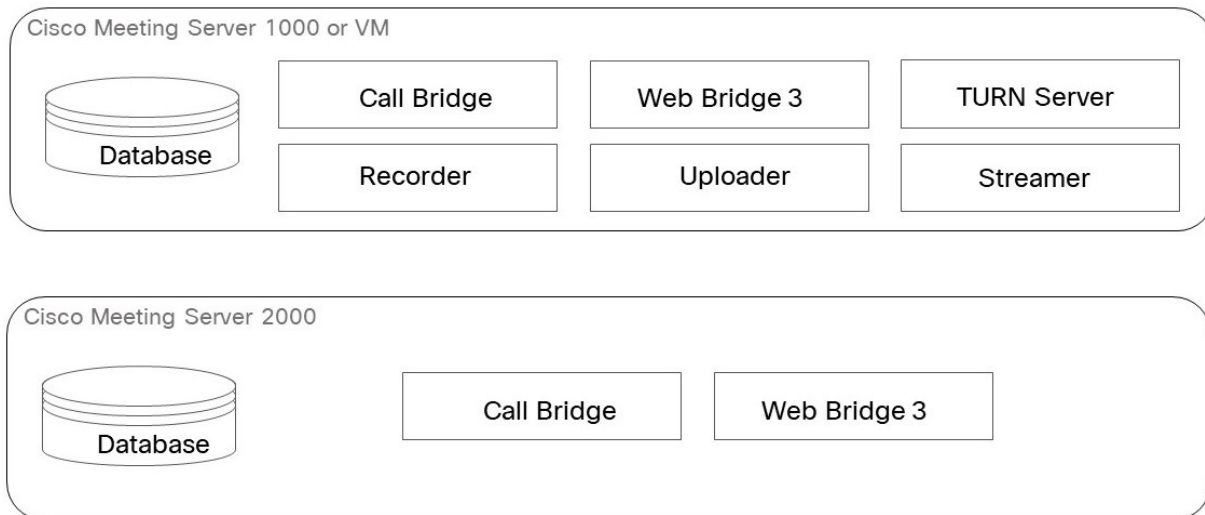 Cisco Meeting Server 1000 or VM
Call Bridge
Web Bridge 3
TURN Server
Database
Recorder
Uploader
Streamer
Cisco Meeting Server 2000
Call Bridge
Web Bridge 3
Database